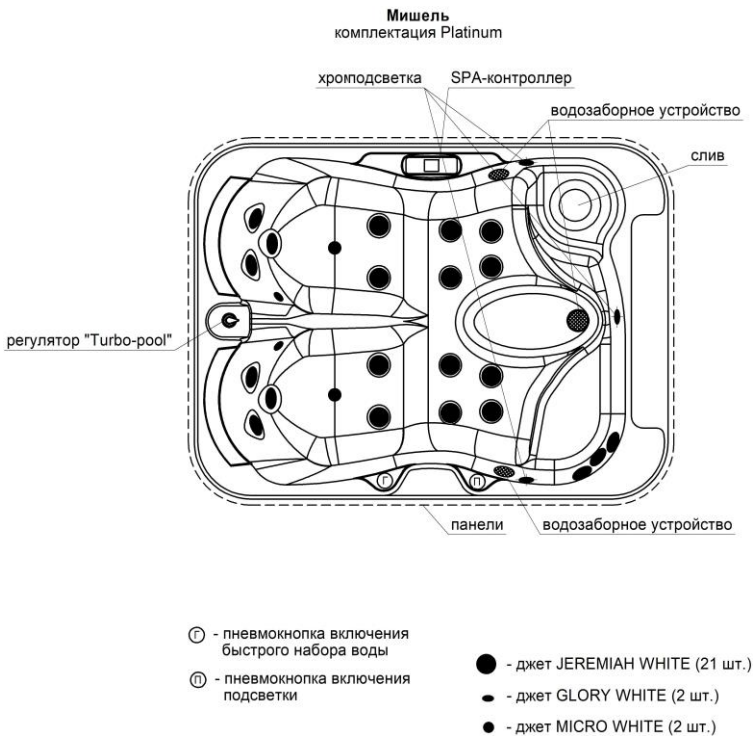 Мишель
комплектация Platinum
хромподсветка
SPA-контроллер
водозаборное устройство
слив
регулятор "Turbo-pool"
Г
П
панели
водозаборное устройство
Г - пневмокнопка включения
быстрого набора воды
П - пневмокнопка включения
подсветки
- джет JEREMIAH WHITE (21 шт.)
- джет GLORY WHITE (2 шт.)
- джет MICRO WHITE (2 шт.)